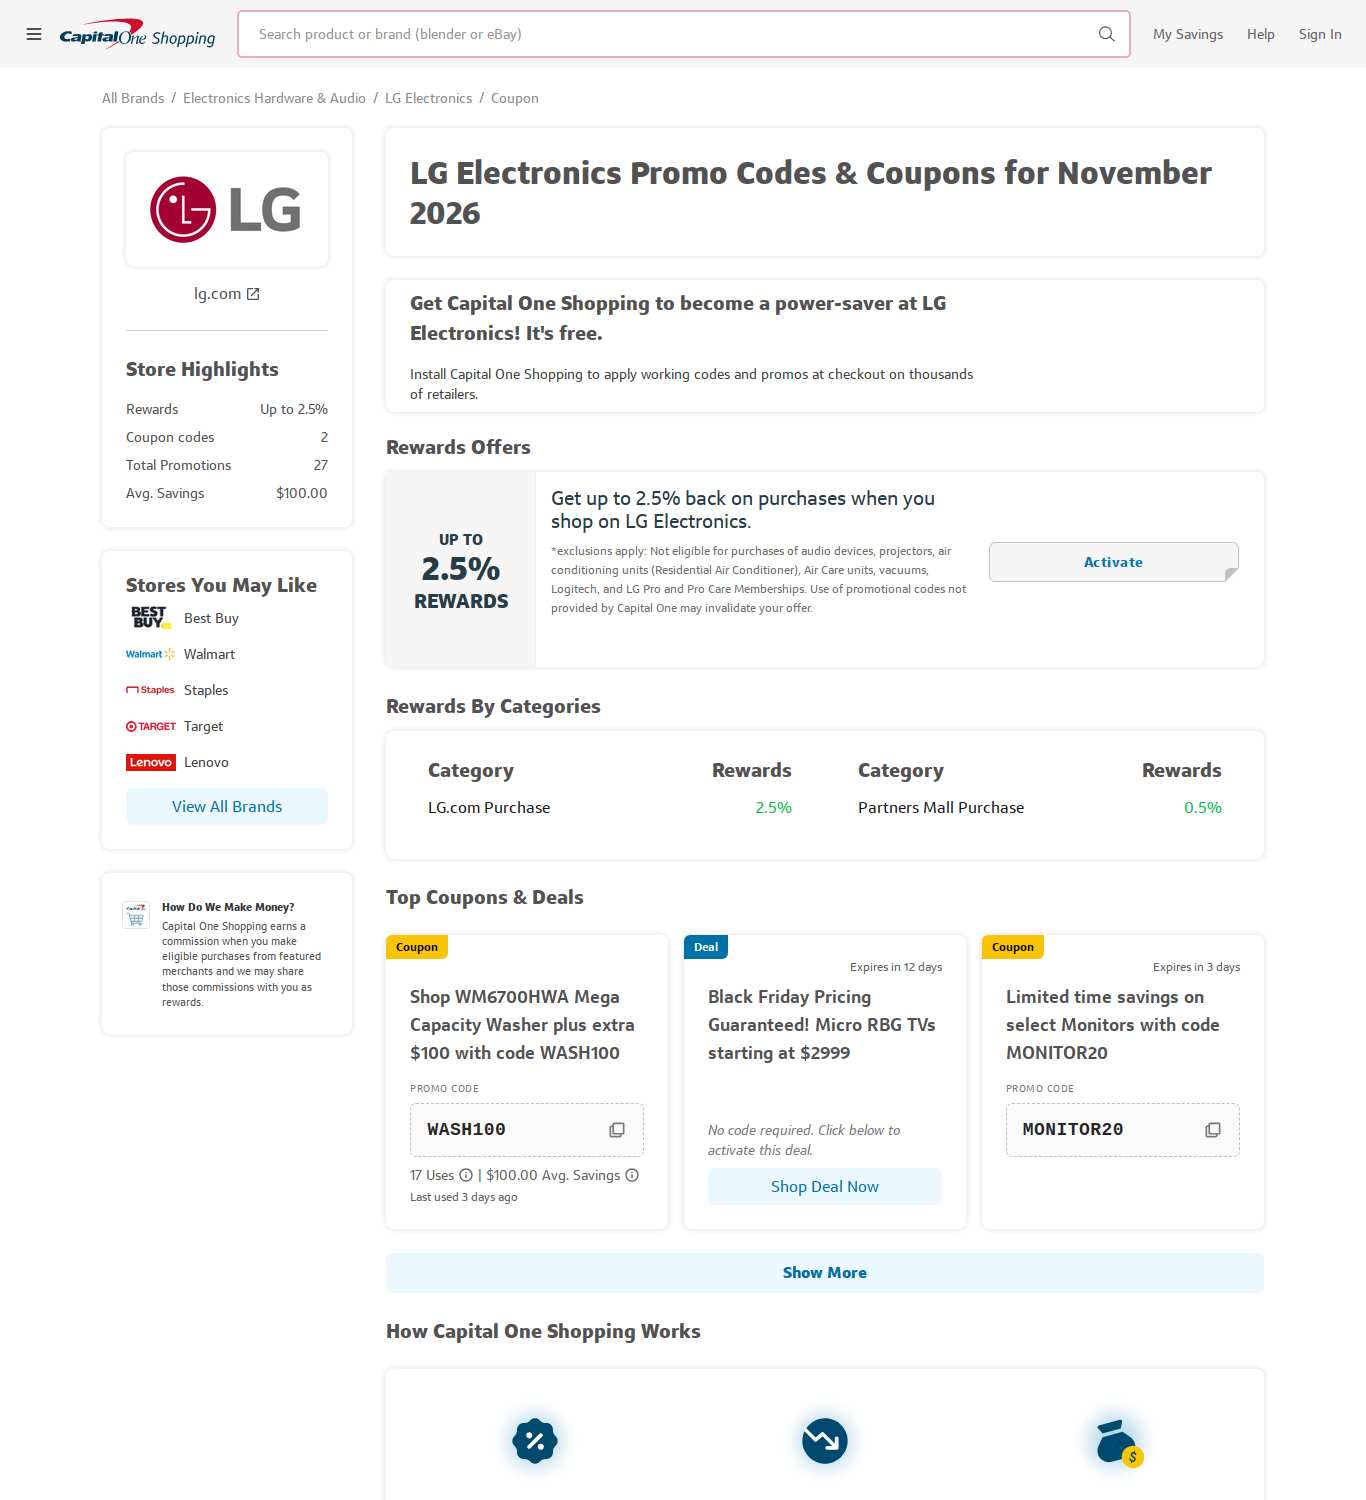 CapitalOne Shopping
Search product or brand (blender or eBay)
My Savings
Help
Sign In
All Brands / Electronics Hardware & Audio / LG Electronics / Coupon
LG
lg.com
Store Highlights
Rewards Up to 2.5%
Coupon codes 2
Total Promotions 27
Avg. Savings $100.00
Stores You May Like
BEST BUY Best Buy
Walmart Walmart
Staples Staples
TARGET Target
Lenovo Lenovo
View All Brands
How Do We Make Money?
Capital One Shopping earns a
commission when you make
eligible purchases from featured
merchants and we may share
those commissions with you as
rewards.
LG Electronics Promo Codes & Coupons for November
2026
Get Capital One Shopping to become a power-saver at LG
Electronics! It's free.
Install Capital One Shopping to apply working codes and promos at checkout on thousands
of retailers.
Rewards Offers
UP TO
2.5%
REWARDS
Get up to 2.5% back on purchases when you
shop on LG Electronics.
*exclusions apply: Not eligible for purchases of audio devices, projectors, air
conditioning units (Residential Air Conditioner), Air Care units, vacuums,
Logitech, and LG Pro and Pro Care Memberships. Use of promotional codes not
provided by Capital One may invalidate your offer.
Activate
Rewards By Categories
Category Rewards Category Rewards
LG.com Purchase 2.5% Partners Mall Purchase 0.5%
Top Coupons & Deals
Coupon
Shop WM6700HWA Mega
Capacity Washer plus extra
$100 with code WASH100
PROMO CODE
WASH100
17 Uses | $100.00 Avg. Savings
Last used 3 days ago
Deal
Expires in 12 days
Black Friday Pricing
Guaranteed! Micro RBG TVs
starting at $2999
No code required. Click below to
activate this deal.
Shop Deal Now
Coupon
Expires in 3 days
Limited time savings on
select Monitors with code
MONITOR20
PROMO CODE
MONITOR20
Show More
How Capital One Shopping Works